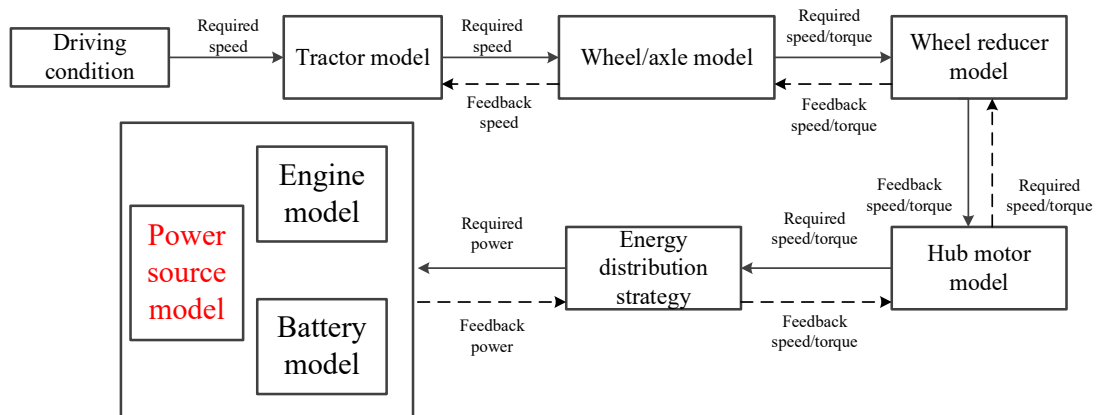 Driving
condition
Required
speed
Tractor model
Required
speed
Feedback
speed
Wheel/axle model
Required
speed/torque
Feedback
speed/torque
Wheel reducer
model
Feedback
speed/torque
Required
speed/torque
Hub motor
model
Required
speed/torque
Feedback
speed/torque
Energy
distribution
strategy
Required
power
Feedback
power
Engine
model
Power
source
model
Battery
model